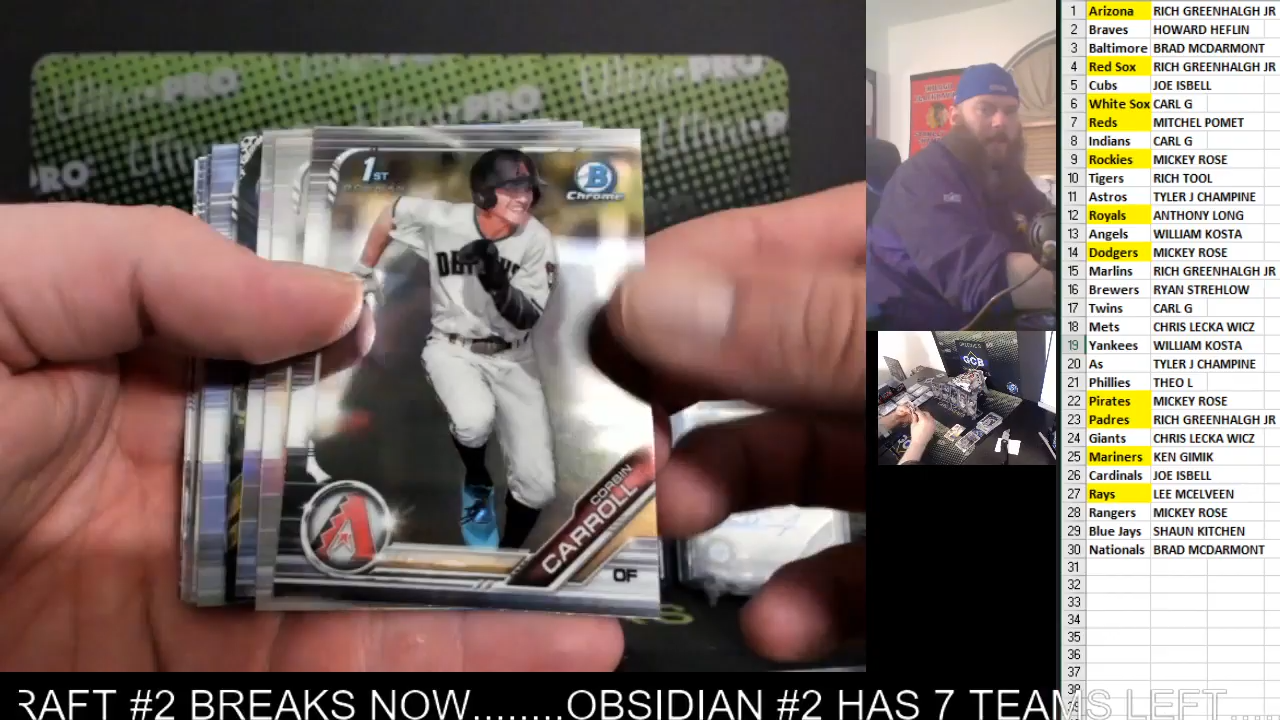 PRO
PRO
PRO
PRO
1ST
B
Chrome
A
CORBIN
CARROLL
OF
GCB
1 Arizona RICH GREENHALGH JR
2 Braves HOWARD HEFLIN
3 Baltimore BRAD MCDARMONT
4 Red Sox RICH GREENHALGH JR
5 Cubs JOE ISBELL
6 White Sox CARL G
7 Reds MITCHEL POMET
8 Indians CARL G
9 Rockies MICKEY ROSE
10 Tigers RICH TOOL
11 Astros TYLER J CHAMPINE
12 Royals ANTHONY LONG
13 Angels WILLIAM KOSTA
14 Dodgers MICKEY ROSE
15 Marlins RICH GREENHALGH JR
16 Brewers RYAN STREHLOW
17 Twins CARL G
18 Mets CHRIS LECKA WICZ
19 Yankees WILLIAM KOSTA
20 As TYLER J CHAMPINE
21 Phillies THEO L
22 Pirates MICKEY ROSE
23 Padres RICH GREENHALGH JR
24 Giants CHRIS LECKA WICZ
25 Mariners KEN GIMIK
26 Cardinals JOE ISBELL
27 Rays LEE MCELVEEN
28 Rangers MICKEY ROSE
29 Blue Jays SHAUN KITCHEN
30 Nationals BRAD MCDARMONT
31
32
33
34
35
36
37
38
RAFT #2 BREAKS NOW........OBSIDIAN #2 HAS 7 TEAMS LEFT....